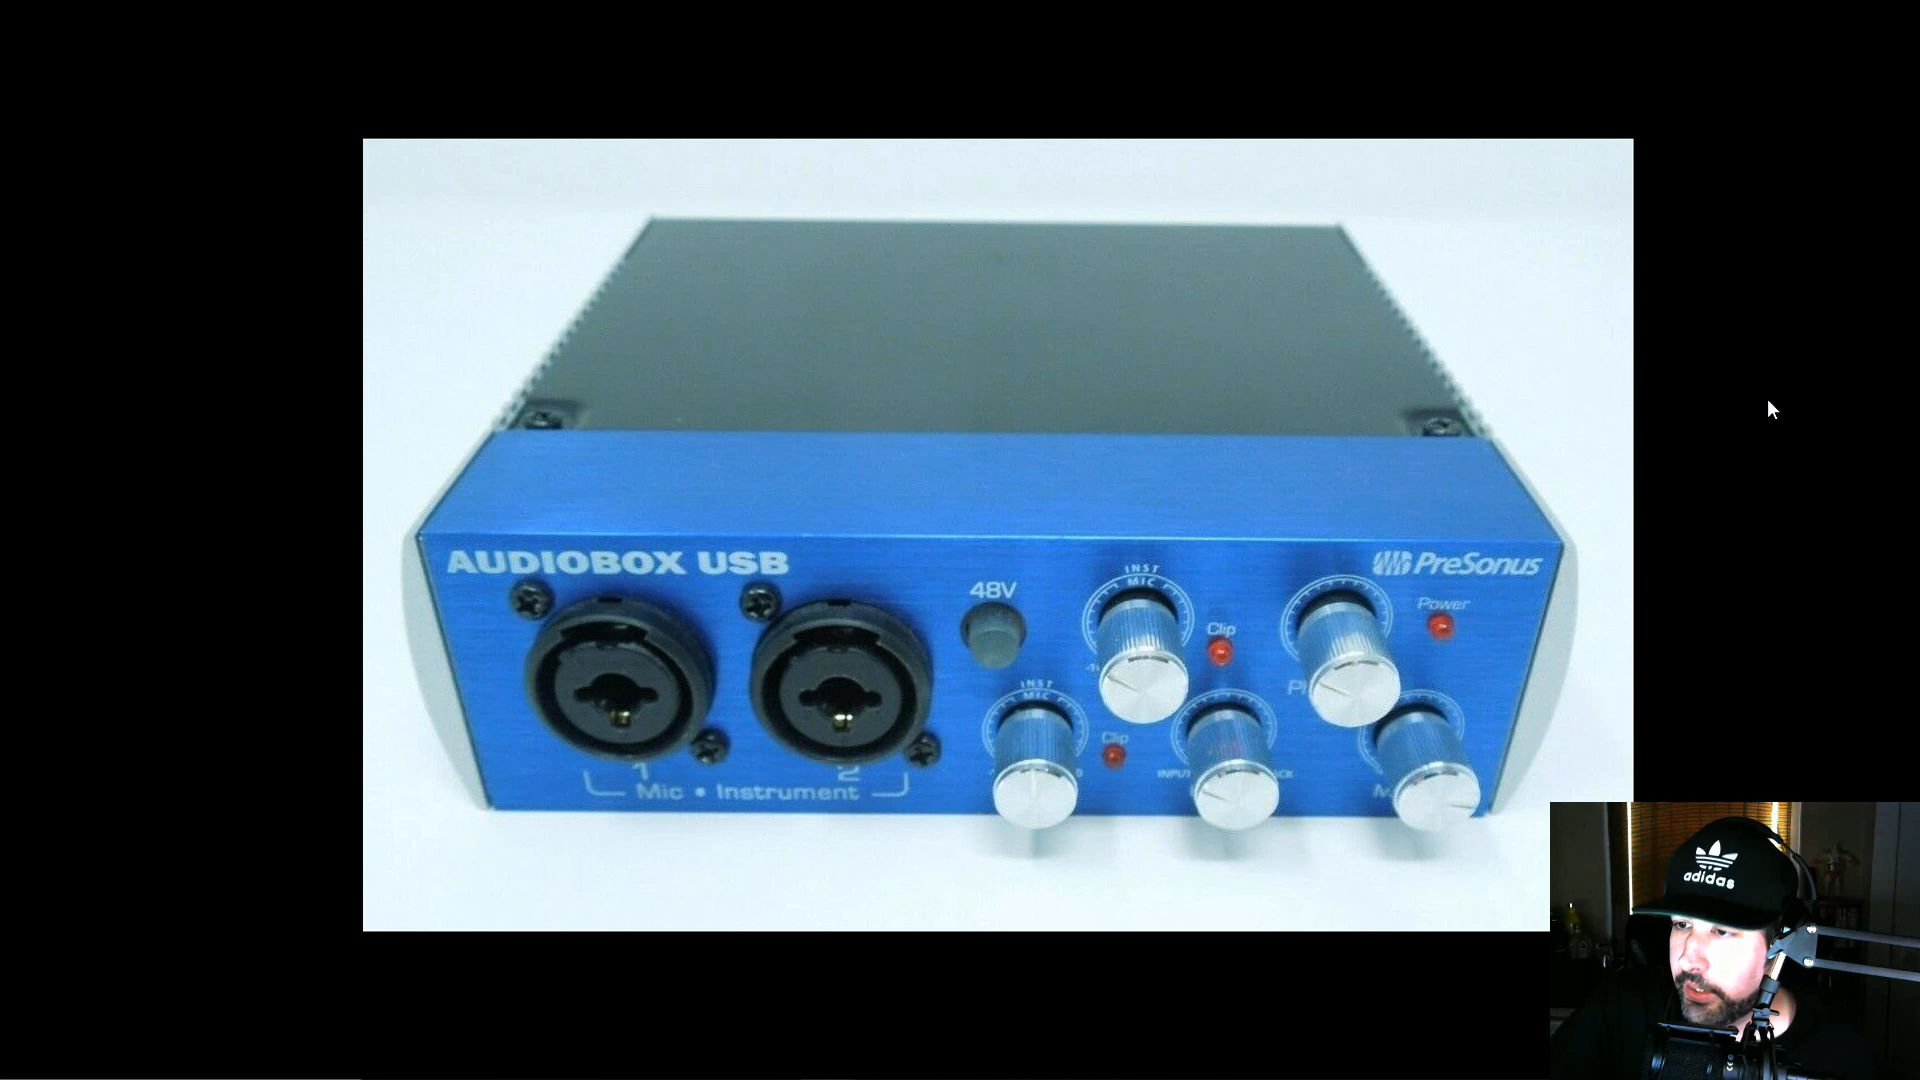 AUDIOBOX USB
PreSonus
48V
INST
MIC
Clip
Power
INST
MIC
Clip
1
2
Mic • Instrument
adidas